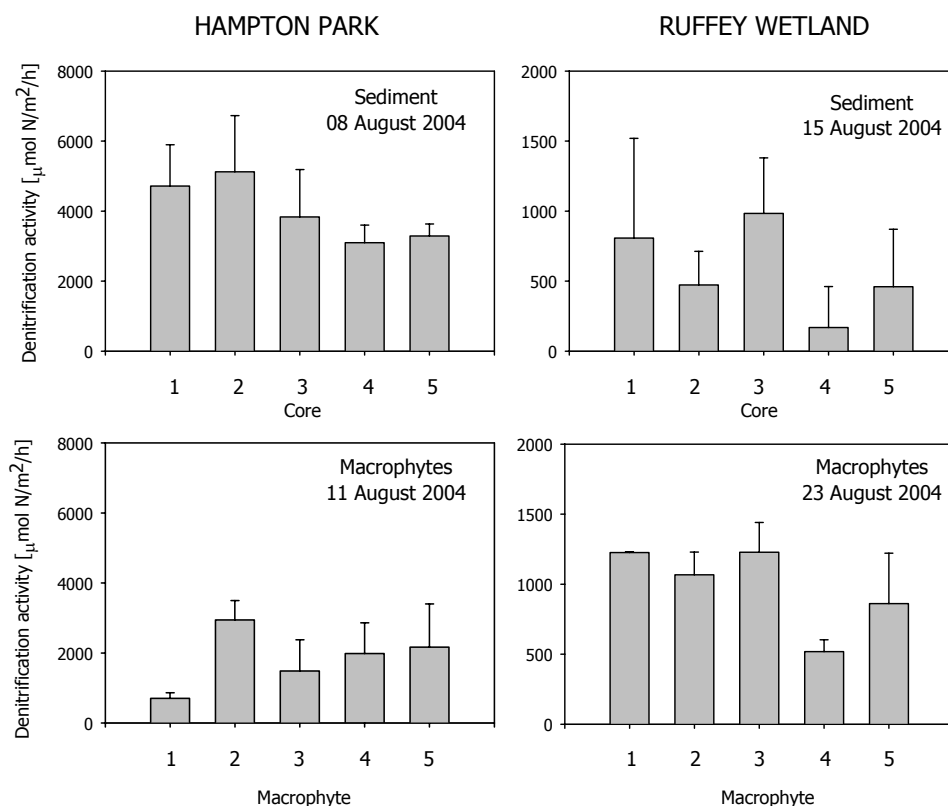 HAMPTON PARK
RUFFEY WETLAND
Denitrification activity [μmol N/m²/h]
8000
6000
4000
2000
0
Sediment
08 August 2004
1 2 3 4 5
Core
2000
1500
1000
500
0
Sediment
15 August 2004
1 2 3 4 5
Core
Denitrification activity [μmol N/m²/h]
8000
6000
4000
2000
0
Macrophytes
11 August 2004
1 2 3 4 5
Macrophyte
2000
1500
1000
500
0
Macrophytes
23 August 2004
1 2 3 4 5
Macrophyte